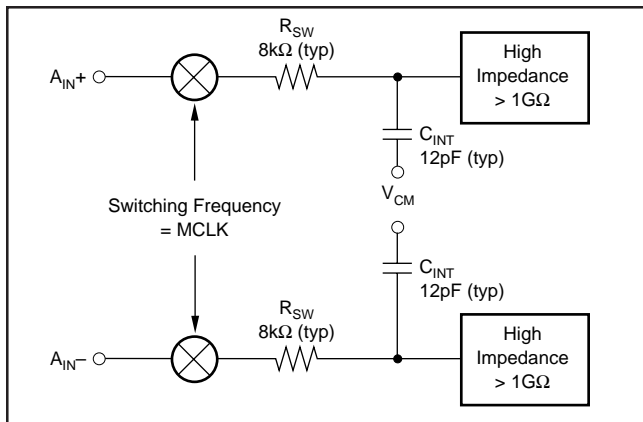 R_SW
8kΩ (typ)
A_IN+
High
Impedance
> 1GΩ
C_INT
12pF (typ)
V_CM
Switching Frequency
= MCLK
C_INT
12pF (typ)
R_SW
8kΩ (typ)
A_IN–
High
Impedance
> 1GΩ